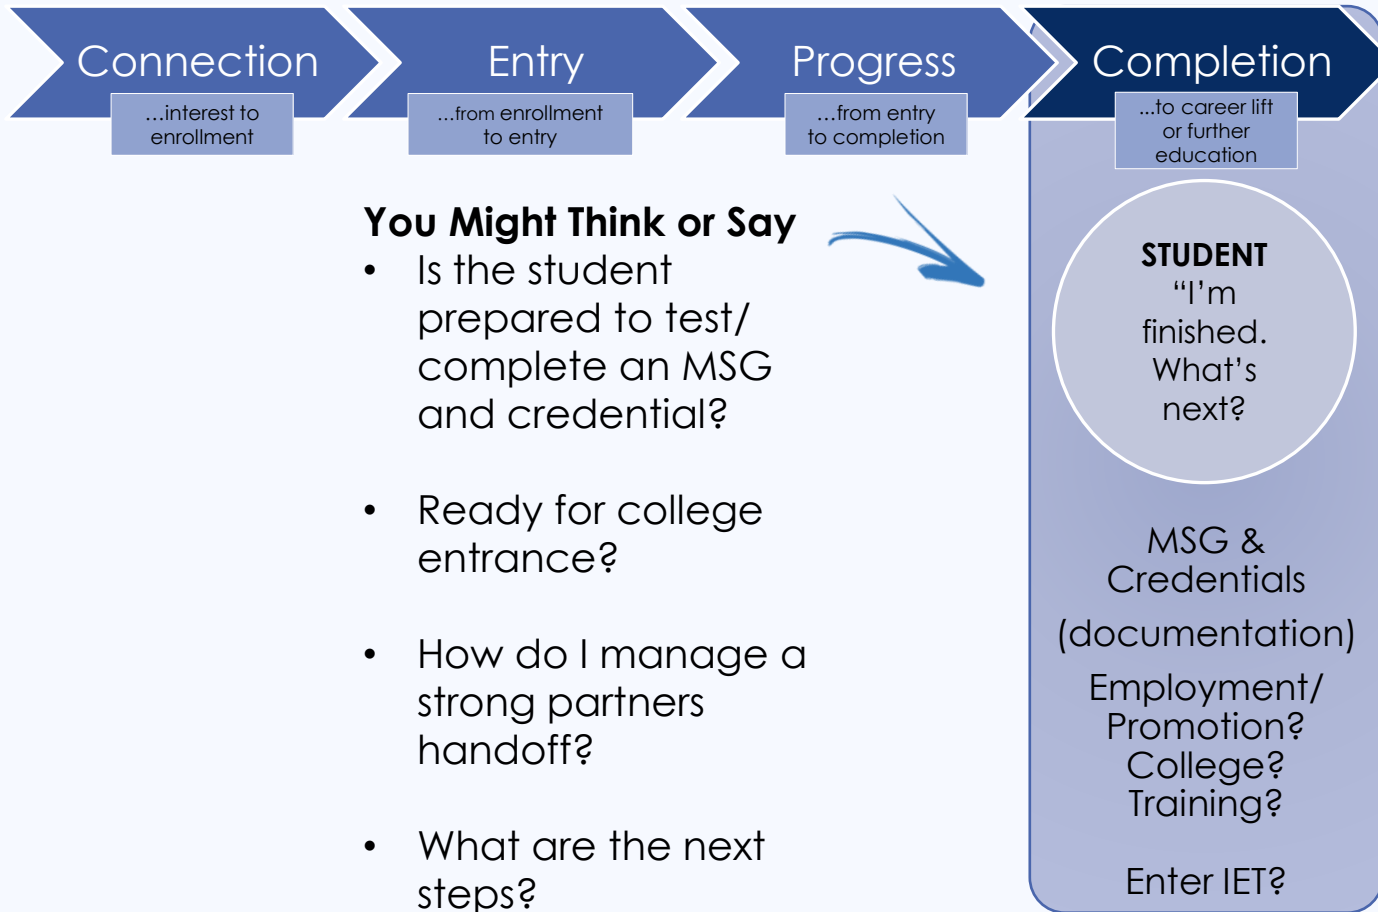 Connection
…interest to
enrollment
Entry
...from enrollment
to entry
Progress
...from entry
to completion
Completion
...to career lift
or further
education
You Might Think or Say
• Is the student
prepared to test/
complete an MSG
and credential?
• Ready for college
entrance?
• How do I manage a
strong partners
handoff?
• What are the next
steps?
STUDENT
“I’m
finished.
What’s
next?
MSG &
Credentials
(documentation)
Employment/
Promotion?
College?
Training?
Enter IET?